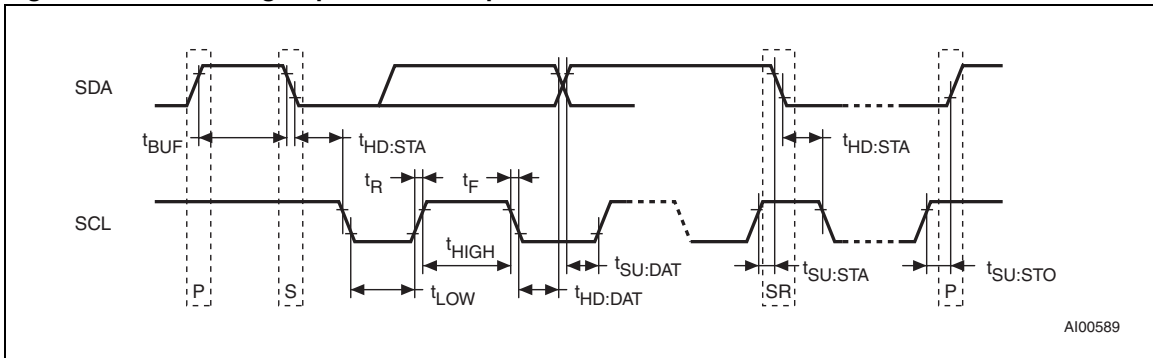 SDA
tBUF
tHD:STA
tHD:STA
tR
tF
SCL
tHIGH
tSU:DAT
tSU:STA
tSU:STO
P
S
tLOW
tHD:DAT
SR
P
AI00589